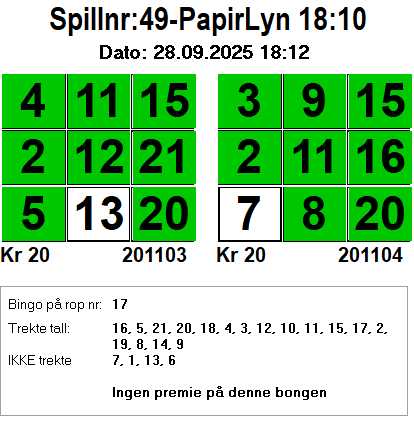 Spillnr:49-PapirLyn 18:10
Dato: 28.09.2025 18:12
4 11 15 3 9 15
2 12 21 2 11 16
5 13 20 7 8 20
Kr 20 201103 Kr 20 201104
Bingo på rop nr: 17
Trekte tall: 16, 5, 21, 20, 18, 4, 3, 12, 10, 11, 15, 17, 2,
19, 8, 14, 9
IKKE trekte 7, 1, 13, 6
Ingen premie på denne bongen